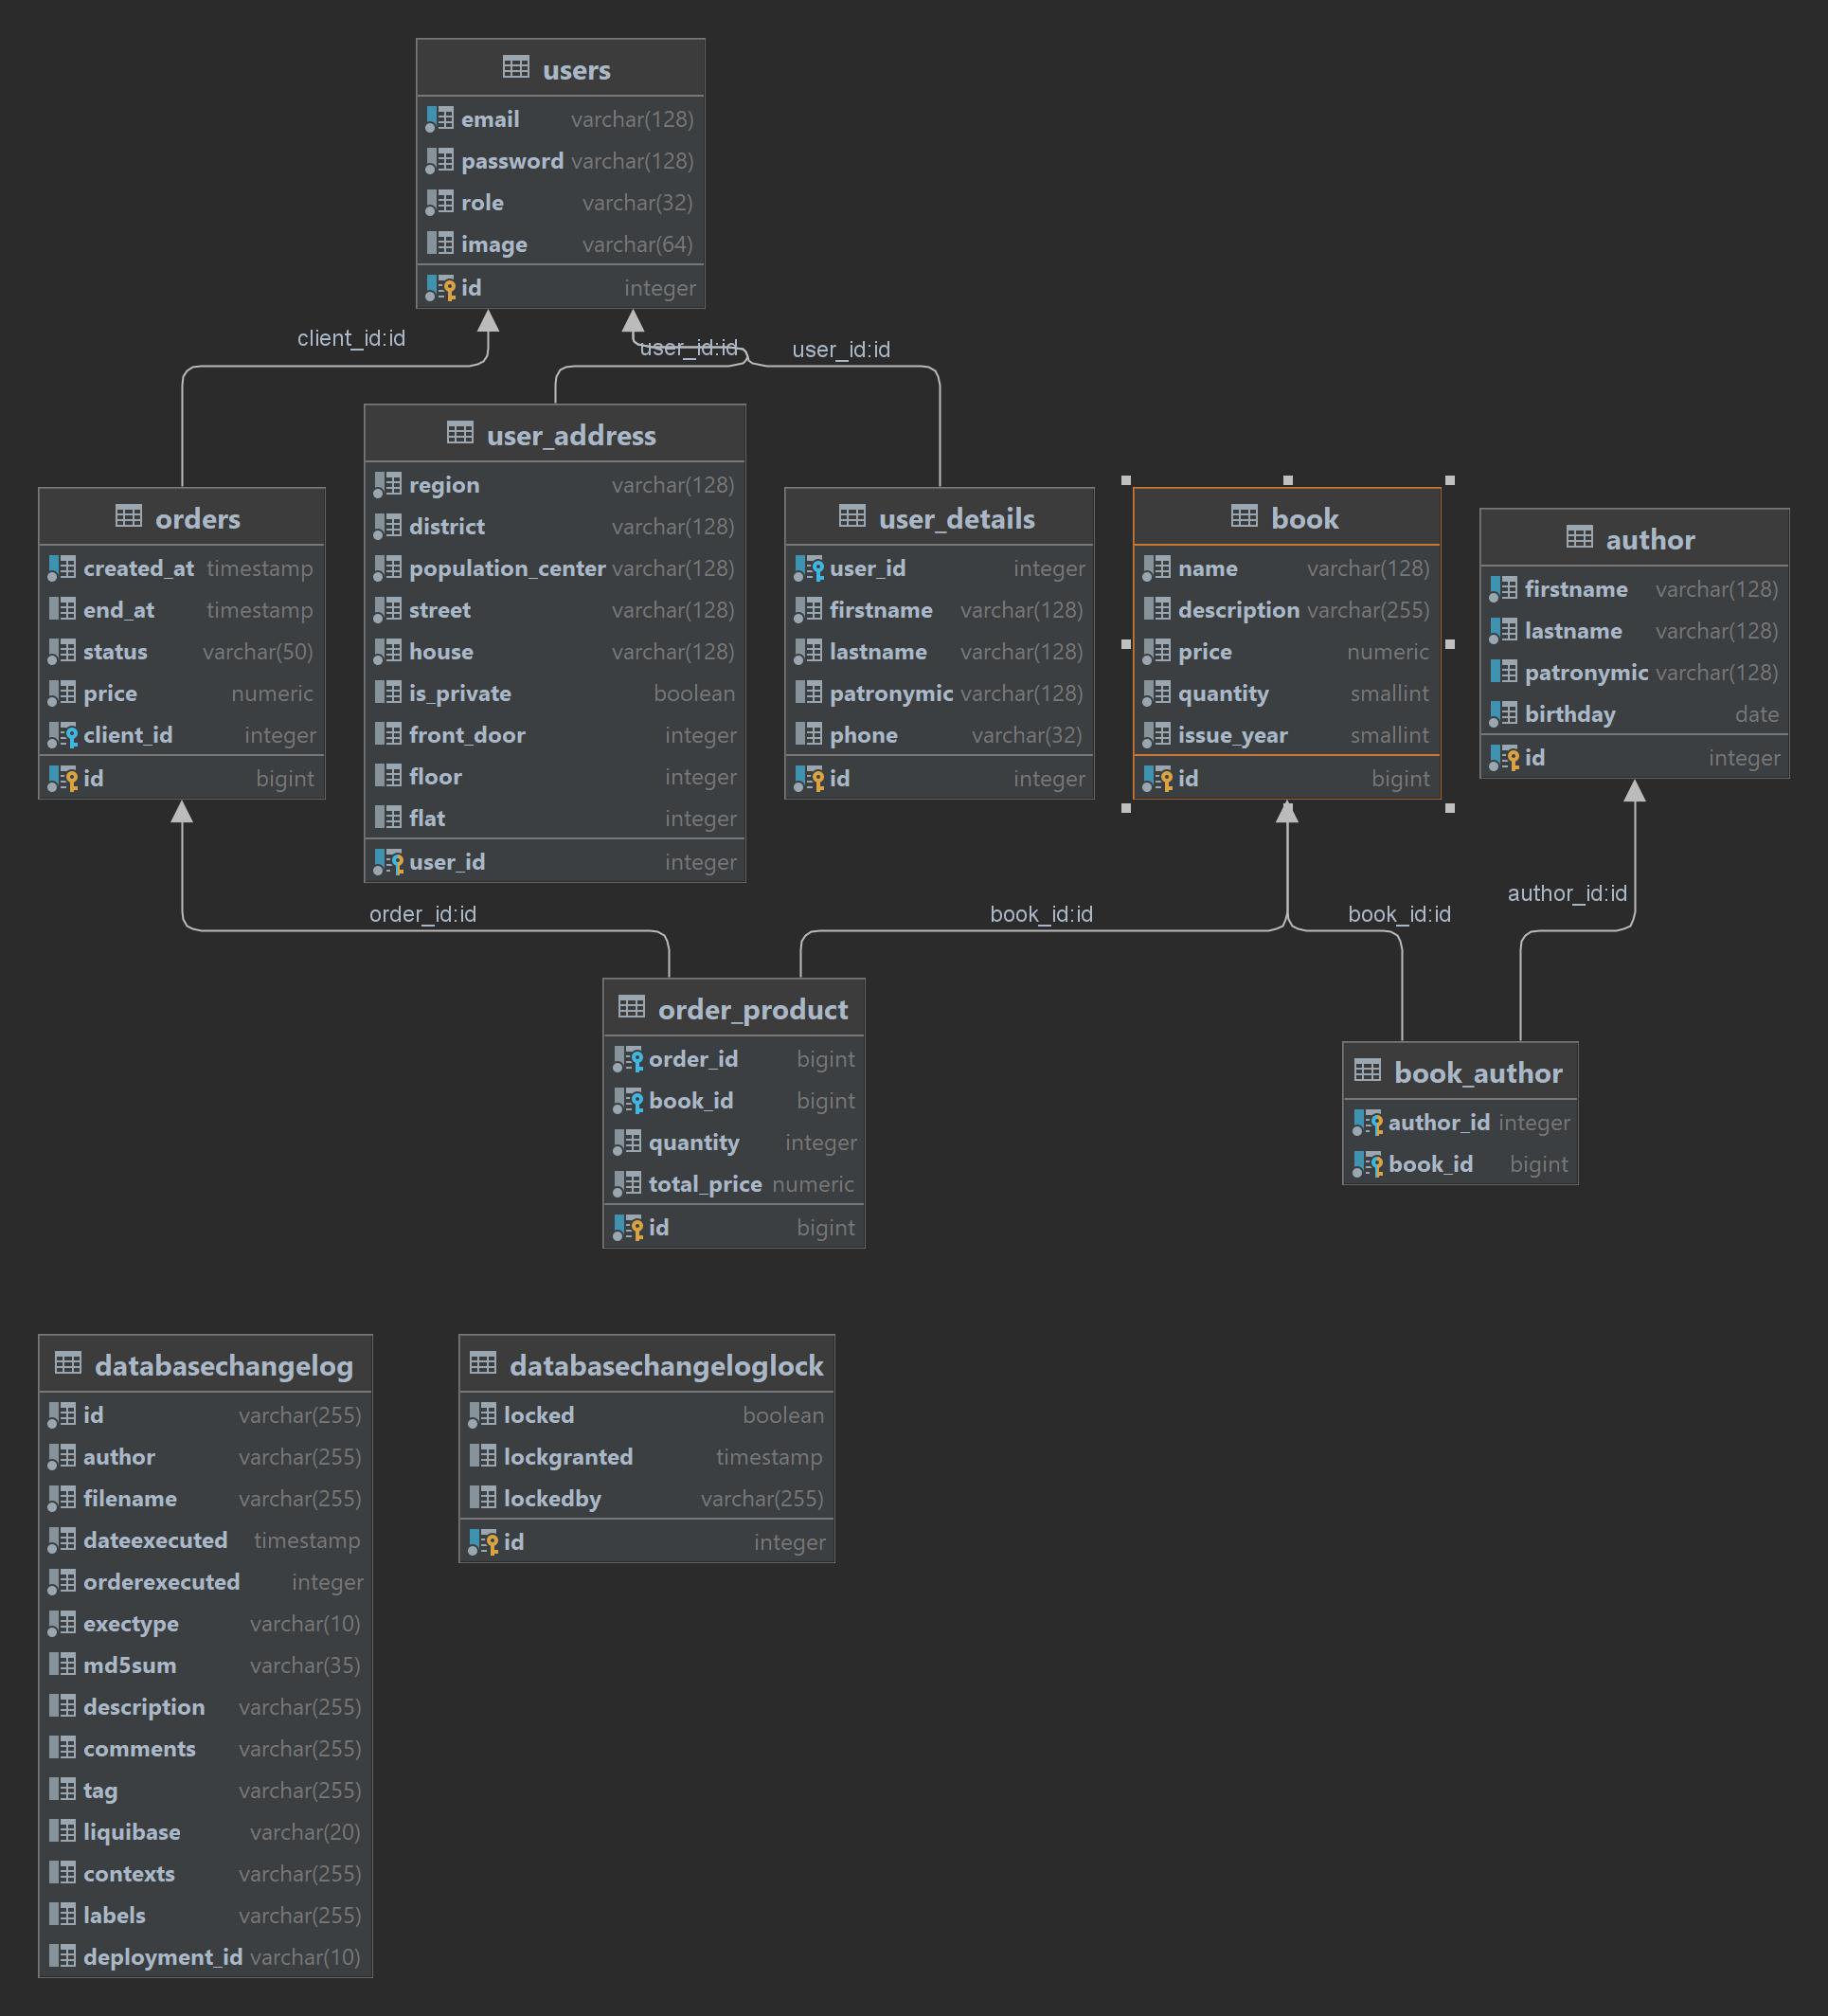 users
email varchar(128)
password varchar(128)
role varchar(32)
image varchar(64)
id integer
client_id:id
user_id:id
user_id:id
user_address
region varchar(128)
district varchar(128)
population_center varchar(128)
street varchar(128)
house varchar(128)
is_private boolean
front_door integer
floor integer
flat integer
user_id integer
orders
created_at timestamp
end_at timestamp
status varchar(50)
price numeric
client_id integer
id bigint
user_details
user_id integer
firstname varchar(128)
lastname varchar(128)
patronymic varchar(128)
phone varchar(32)
id integer
book
name varchar(128)
description varchar(255)
price numeric
quantity smallint
issue_year smallint
id bigint
author
firstname varchar(128)
lastname varchar(128)
patronymic varchar(128)
birthday date
id integer
order_id:id
book_id:id
book_id:id
author_id:id
order_product
order_id bigint
book_id bigint
quantity integer
total_price numeric
id bigint
book_author
author_id integer
book_id bigint
databasechangelog
id varchar(255)
author varchar(255)
filename varchar(255)
dateexecuted timestamp
orderexecuted integer
exectype varchar(10)
md5sum varchar(35)
description varchar(255)
comments varchar(255)
tag varchar(255)
liquibase varchar(20)
contexts varchar(255)
labels varchar(255)
deployment_id varchar(10)
databasechangeloglock
locked boolean
lockgranted timestamp
lockedby varchar(255)
id integer